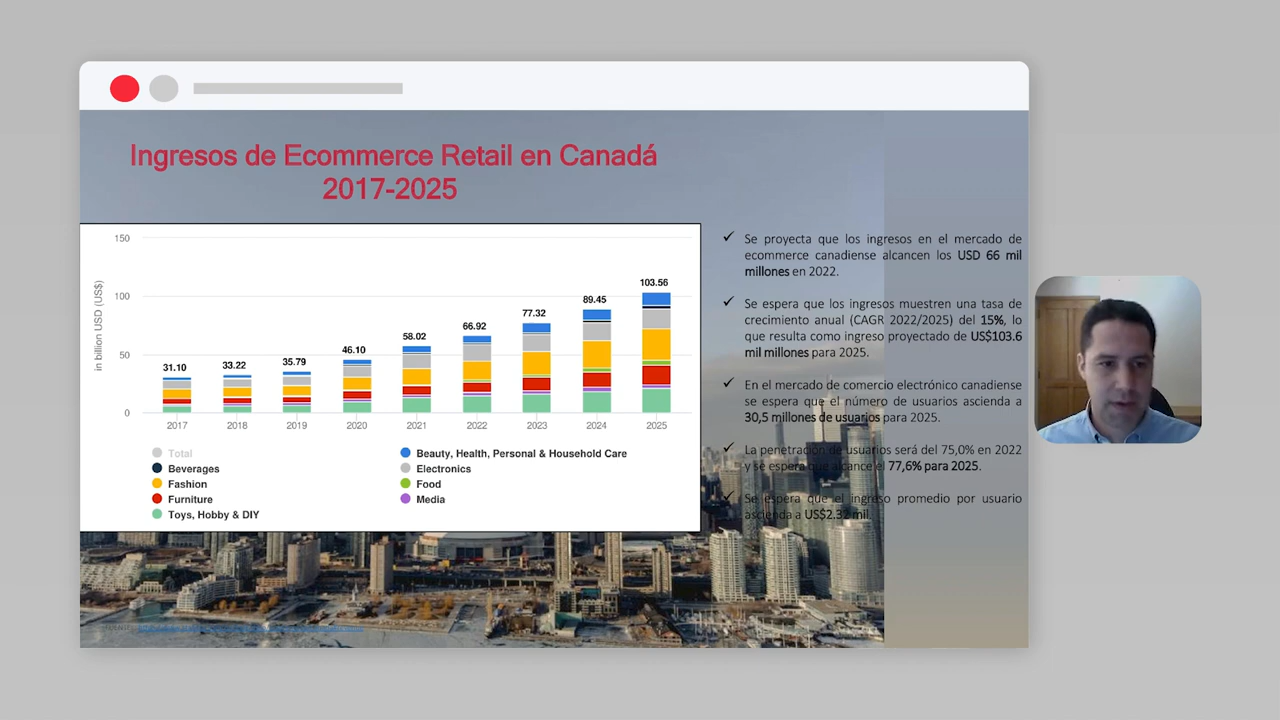 Ingresos de Ecommerce Retail en Canadá
2017-2025
150
100
50
0
in billion USD (US$)
31.10
33.22
35.79
46.10
58.02
66.92
77.32
89.45
103.56
2017
2018
2019
2020
2021
2022
2023
2024
2025
Total
Beverages
Fashion
Furniture
Toys, Hobby & DIY
Beauty, Health, Personal & Household Care
Electronics
Food
Media
Se proyecta que los ingresos en el mercado de
ecommerce canadiense alcancen los USD 66 mil
millones en 2022.
Se espera que los ingresos muestren una tasa de
crecimiento anual (CAGR 2022/2025) del 15%, lo
que resulta como ingreso proyectado de US$103.6
mil millones para 2025.
En el mercado de comercio electrónico canadiense
se espera que el número de usuarios ascienda a
30,5 millones de usuarios para 2025.
La penetración de usuarios será del 75,0% en 2022
y se espera que alcance el 77,6% para 2025.
Se espera que el ingreso promedio por usuario
ascienda a US$2.32 mil.